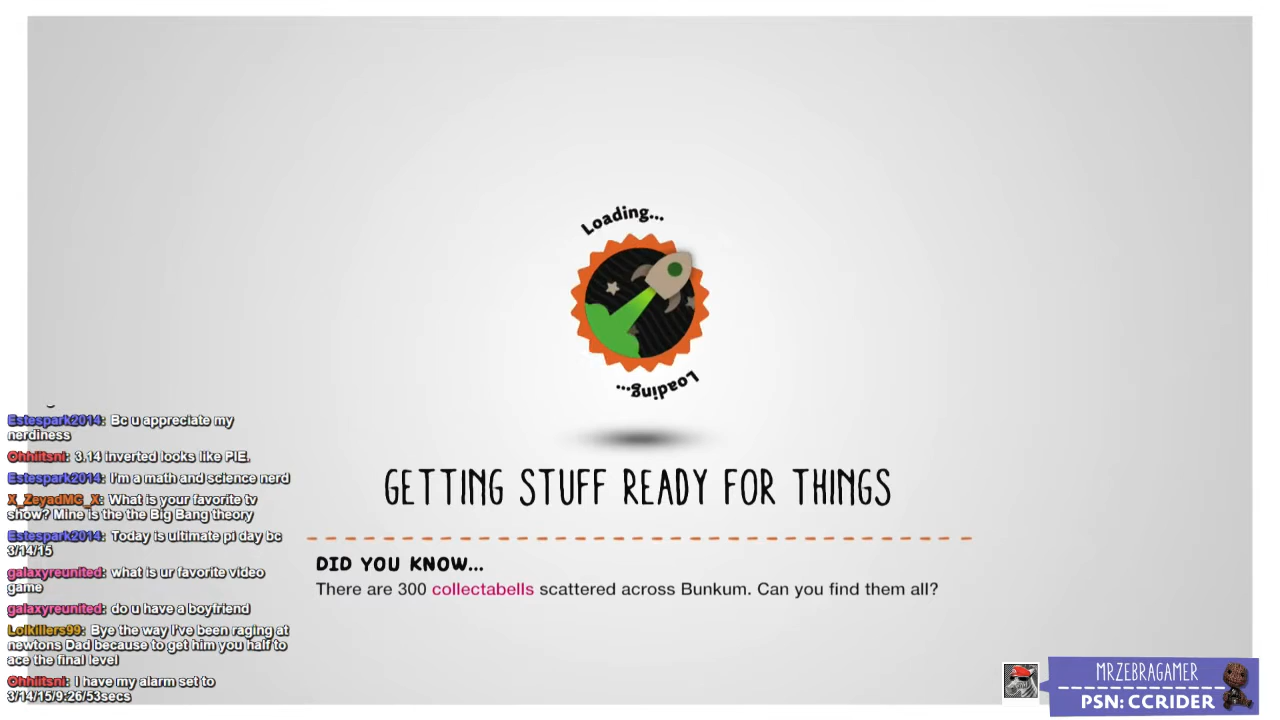 Loading...
Loading...
GETTING STUFF READY FOR THINGS
DID YOU KNOW...
There are 300 collectabells scattered across Bunkum. Can you find them all?
Estespark2014: Bc u appreciate my
nerdiness
Ohhiitsni: 3.14 inverted looks like PIE.
Estespark2014: I'm a math and science nerd
X_ZeyadMG_X: What is your favorite tv
show? Mine is the the Big Bang theory
Estespark2014: Today is ultimate pi day bc
3/14/15
galaxyreunited: what is ur favorite video
game
galaxyreunited: do u have a boyfriend
Lolkillers99: Bye the way I've been raging at
newtons Dad because to get him you half to
ace the final level
Ohhiitsni: I have my alarm set to
3/14/15/9:26/53secs
MRZEBRAGAMER
PSN: CCRIDER